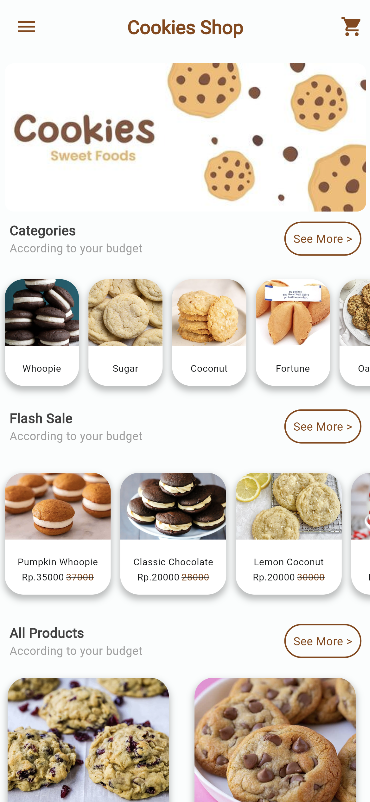 Cookies Shop
Cookies
Sweet Foods
Categories
According to your budget
See More >
Whoopie
Sugar
Coconut
Fortune
Oa
Flash Sale
According to your budget
See More >
Pumpkin Whoopie
Rp.35000 37000
Classic Chocolate
Rp.20000 28000
Lemon Coconut
Rp.20000 30000
All Products
According to your budget
See More >